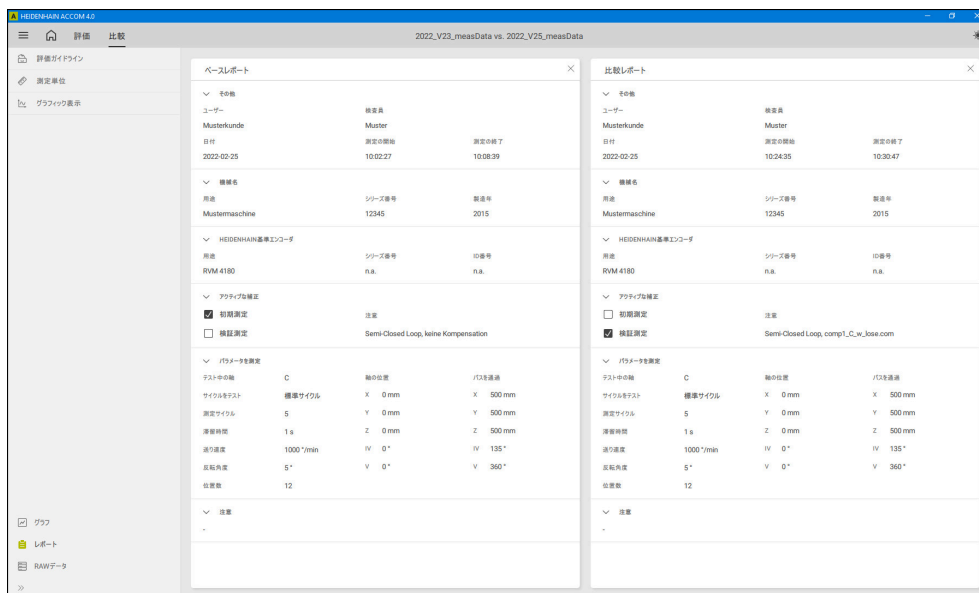 HEIDENHAIN ACCOM 4.0
評価 比較 2022_V23_measData vs. 2022_V25_measData
評価ガイドライン
測定単位
グラフィック表示
ベースレポート
その他
ユーザー 検査員
Musterkunde Muster
日付 測定の開始 測定の終了
2022-02-25 10:02:27 10:08:39
機械名
用途 シリーズ番号 製造年
Mustermaschine 12345 2015
HEIDENHAIN基準エンコーダ
用途 シリーズ番号 ID番号
RVM 4180 n.a. n.a.
アクティブな補正
初期測定 注意
検証測定 Semi-Closed Loop, keine Kompensation
パラメータを測定
テスト中の軸 C 軸の位置 パスを通過
サイクルをテスト 標準サイクル X 0 mm X 500 mm
測定サイクル 5 Y 0 mm Y 500 mm
滞留時間 1 s Z 0 mm Z 500 mm
送り速度 1000 °/min IV 0 ° IV 135 °
反転角度 5 ° V 0 ° V 360 °
位置数 12
注意
-
比較レポート
その他
ユーザー 検査員
Musterkunde Muster
日付 測定の開始 測定の終了
2022-02-25 10:24:35 10:30:47
機械名
用途 シリーズ番号 製造年
Mustermaschine 12345 2015
HEIDENHAIN基準エンコーダ
用途 シリーズ番号 ID番号
RVM 4180 n.a. n.a.
アクティブな補正
初期測定 注意
検証測定 Semi-Closed Loop, comp1_C_w_lose.com
パラメータを測定
テスト中の軸 C 軸の位置 パスを通過
サイクルをテスト 標準サイクル X 0 mm X 500 mm
測定サイクル 5 Y 0 mm Y 500 mm
滞留時間 1 s Z 0 mm Z 500 mm
送り速度 1000 °/min IV 0 ° IV 135 °
反転角度 5 ° V 0 ° V 360 °
位置数 12
注意
-
グラフ
レポート
RAWデータ